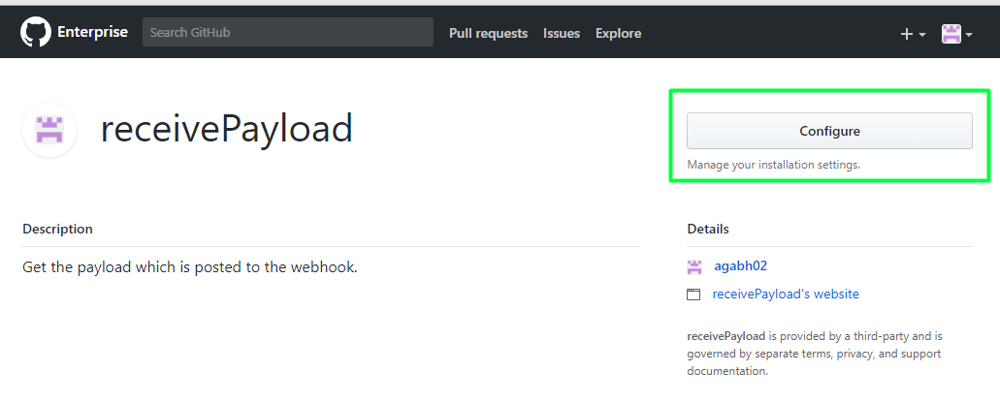 Enterprise
Search GitHub
Pull requests
Issues
Explore
receivePayload
Configure
Manage your installation settings.
Description
Get the payload which is posted to the webhook.
Details
agabh02
receivePayload's website
receivePayload is provided by a third-party and is
governed by separate terms, privacy, and support
documentation.